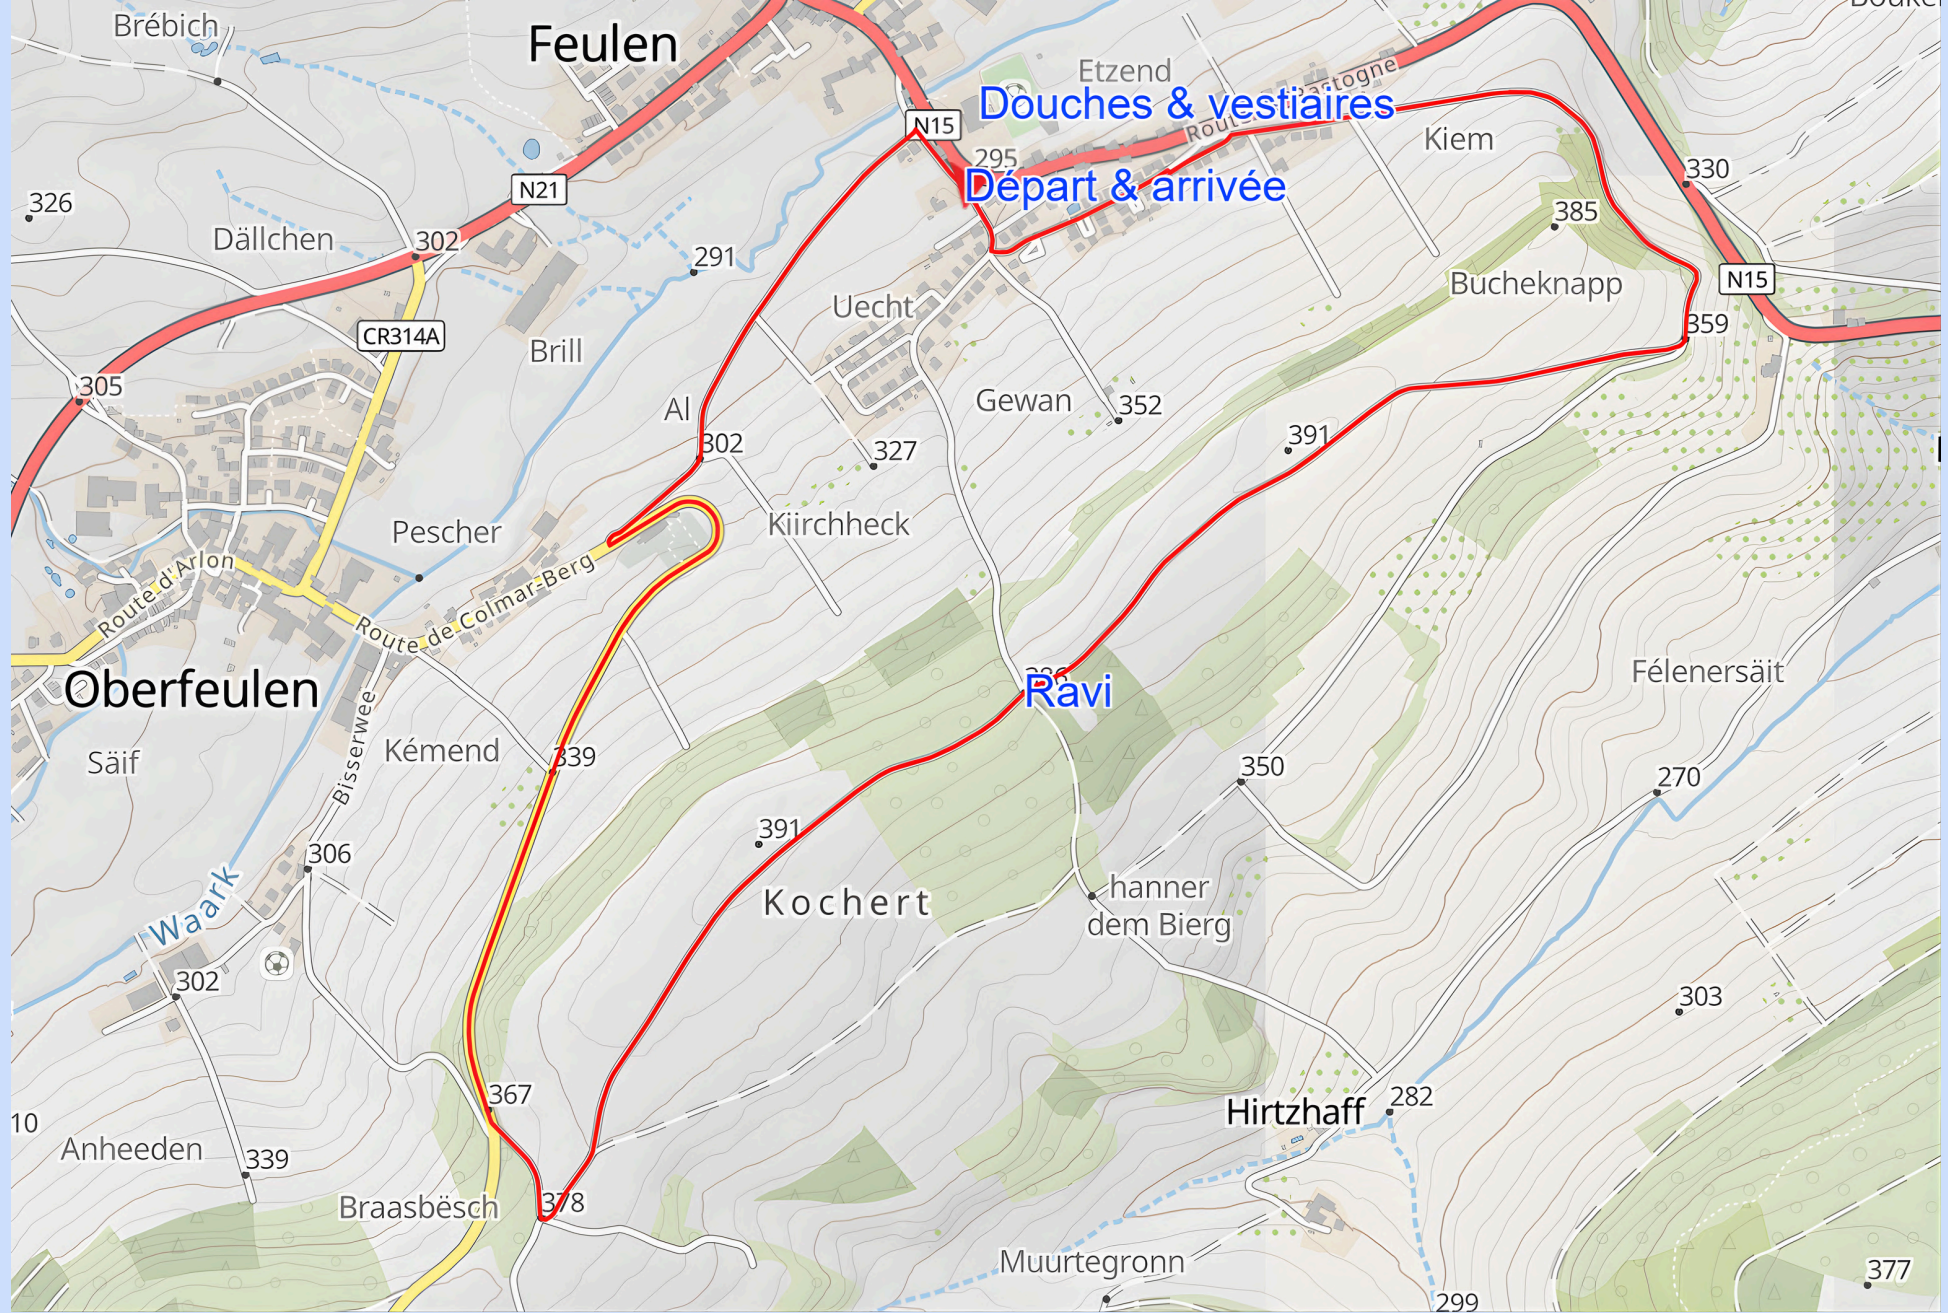 Brébich
Feulen
Etzend
Douches & vestiaires
N15
Kiem
295
330
N21
Départ & arrivée
326
385
Dällchen
302
291
Bucheknapp
N15
Uecht
359
CR314A
Brill
305
Al
Gewan
352
302
327
391
Pescher
Kiirchheck
Route d'Arlon
Route de Colmar-Berg
Oberfeulen
Ravi
Félenersäit
Bisserwee
Kémend
339
Säif
350
270
391
306
Waark
Kochert
hanner
dem Bierg
302
303
367
Hirtzhaff
282
10
Anheeden
339
Braasbësch
378
Muurtegronn
377
299